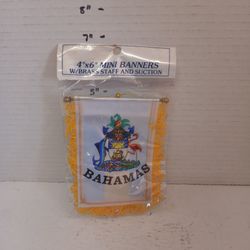 8" -
7" -
4"x6" MINI BANNERS
W/BRASS STAFF AND SUCTION
5" -
BAHAMAS